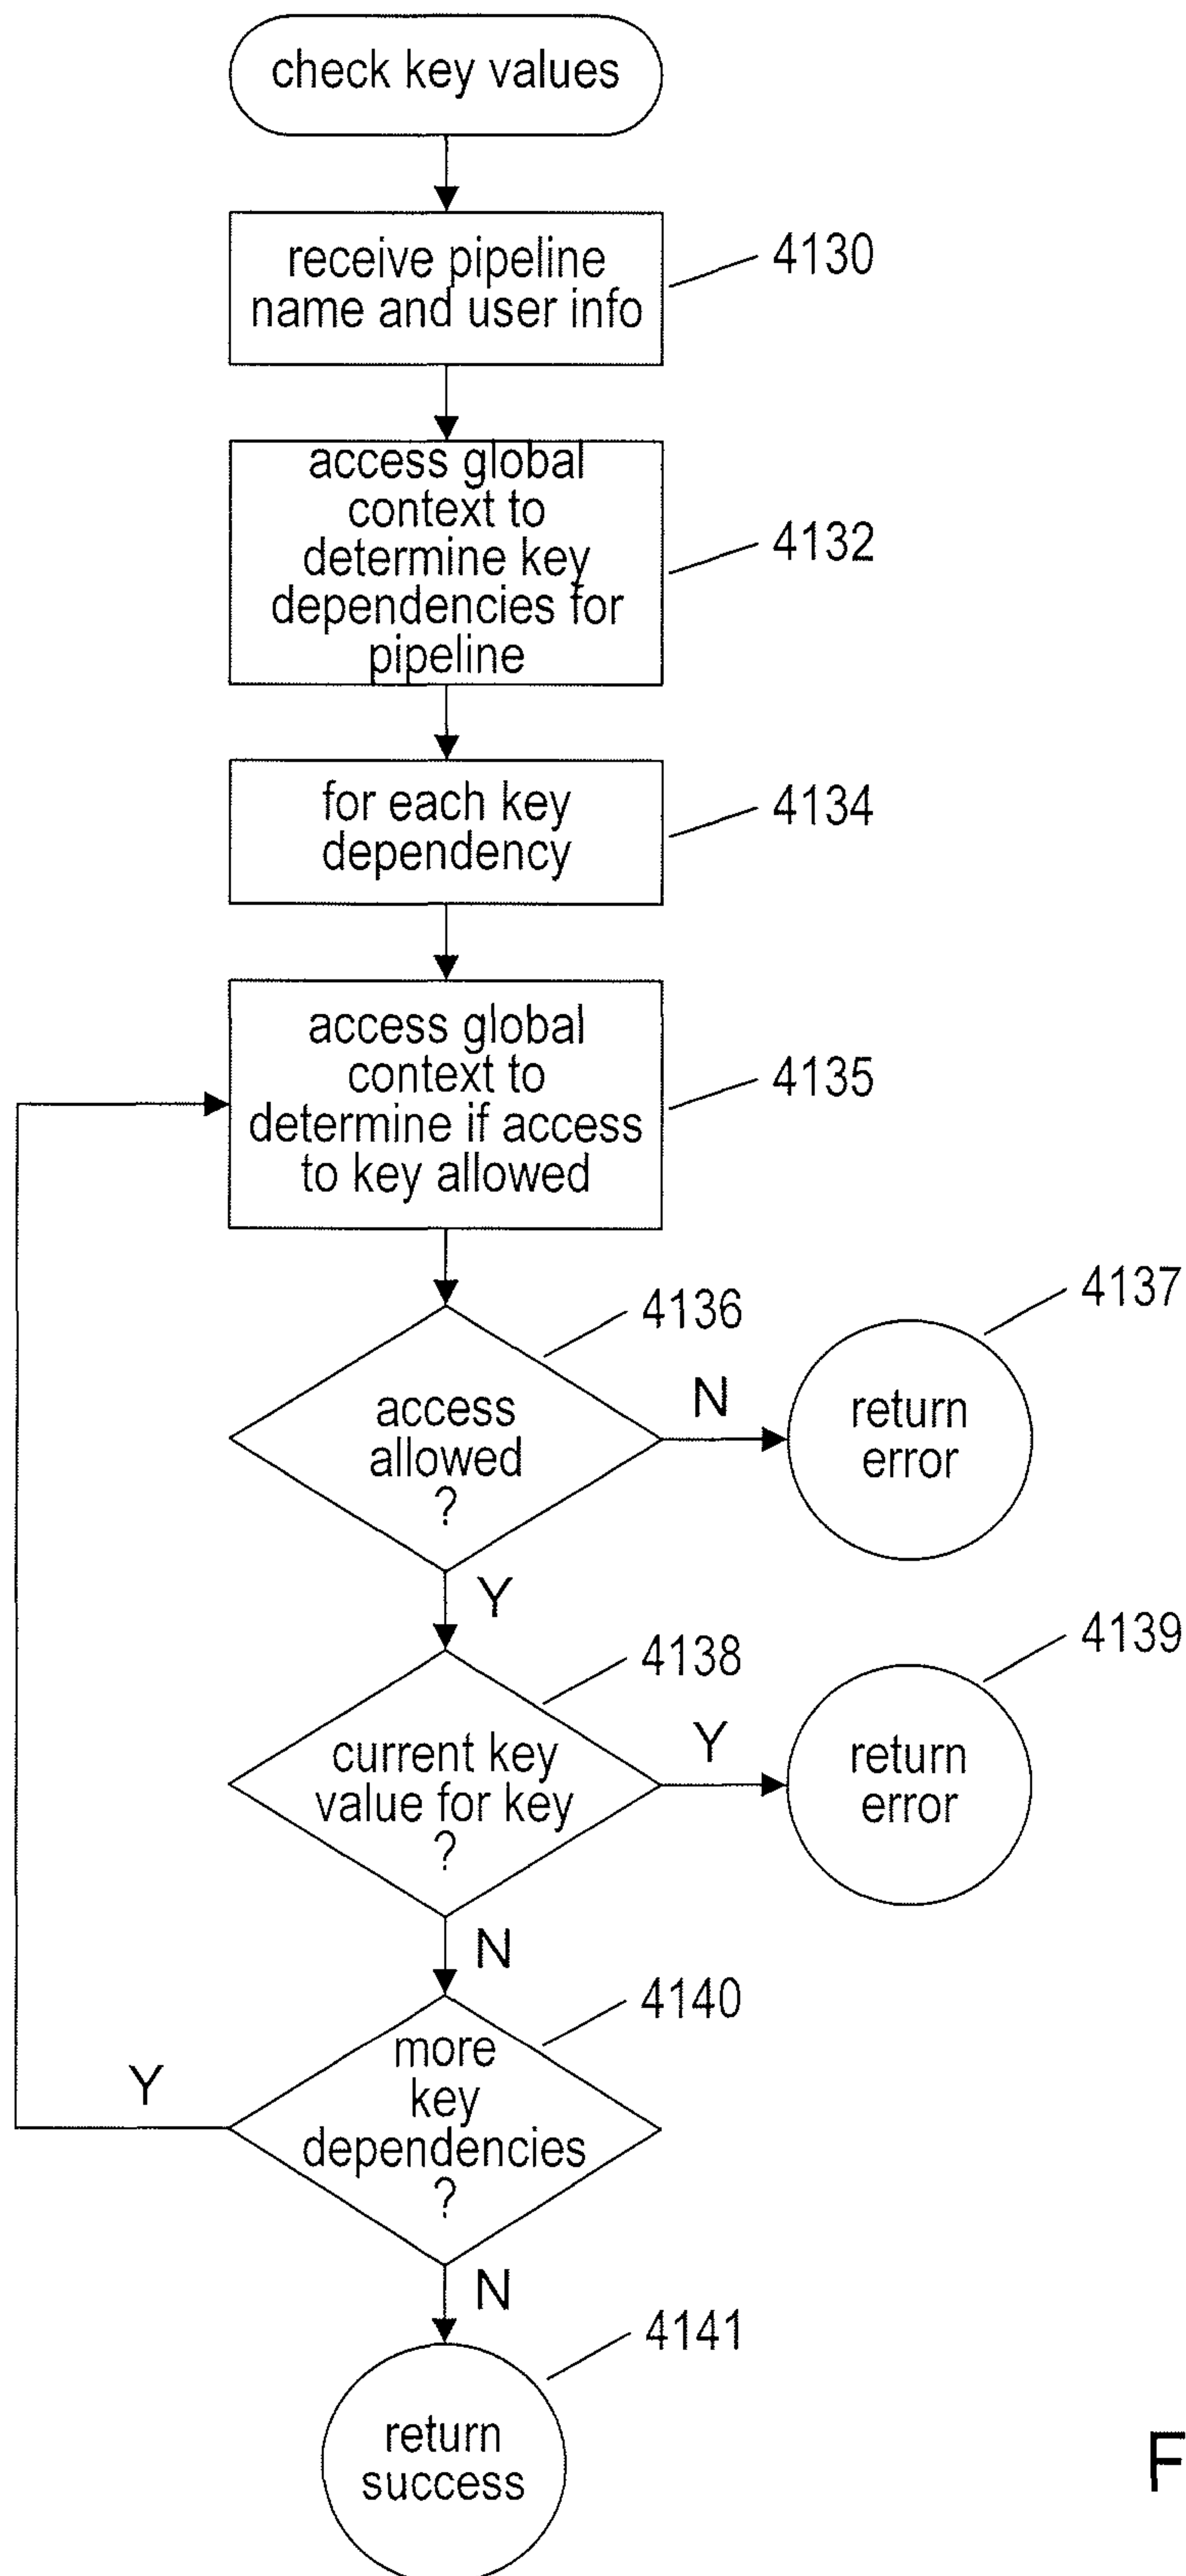 check key values
receive pipeline
name and user info
4130
access global
context to
determine key
dependencies for
pipeline
4132
for each key
dependency
4134
access global
context to
determine if access
to key allowed
4135
4136
4137
access
allowed
?
N
return
error
Y
4138
4139
current key
value for key
?
Y
return
error
N
4140
more
key
dependencies
?
Y
N
4141
return
success
F